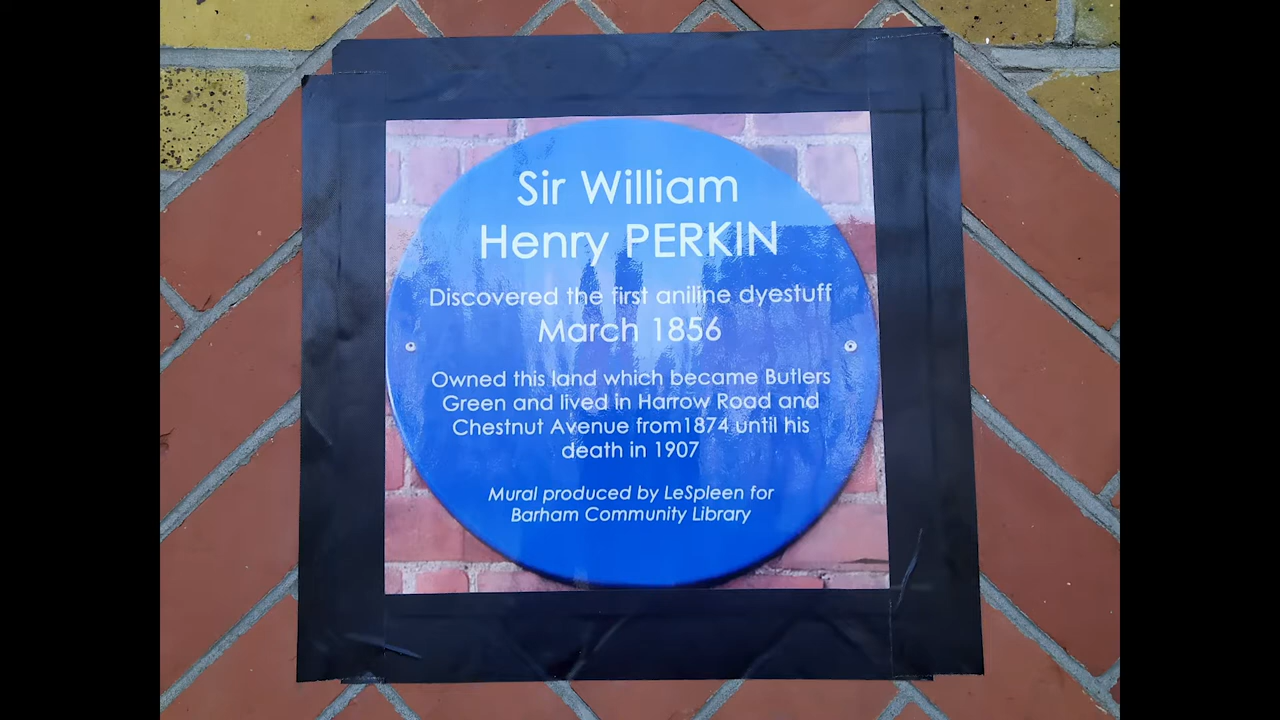 Sir William
Henry PERKIN
Discovered the first aniline dyestuff
March 1856
Owned this land which became Butlers
Green and lived in Harrow Road and
Chestnut Avenue from1874 until his
death in 1907
Mural produced by LeSpleen for
Barham Community Library